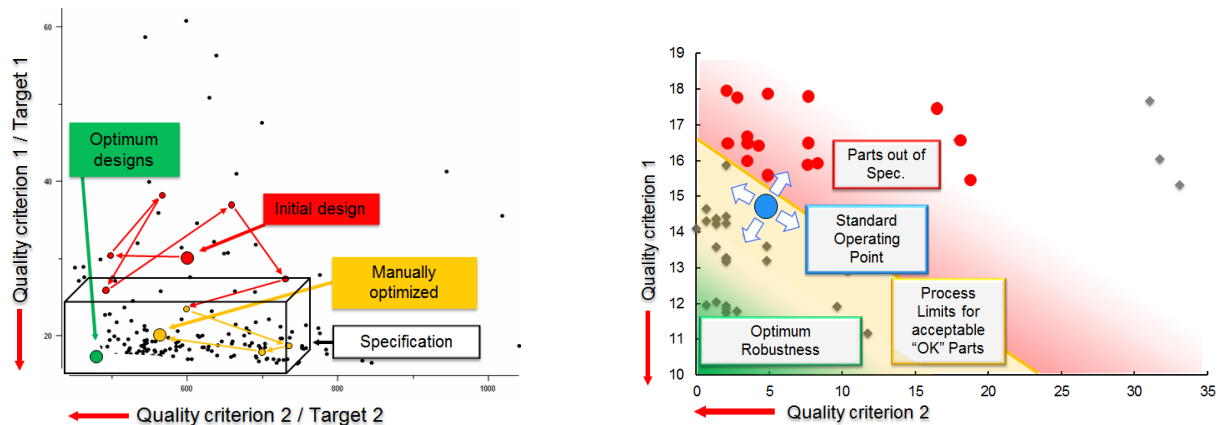 60
40
20
600
800
1000
Quality criterion 1 / Target 1
Quality criterion 2 / Target 2
Optimum
designs
Initial design
Manually
optimized
Specification
19
18
17
16
15
14
13
12
11
10
0
5
10
15
20
25
30
35
Quality criterion 1
Quality criterion 2
Parts out of
Spec.
Standard
Operating
Point
Process
Limits for
acceptable
“OK” Parts
Optimum
Robustness